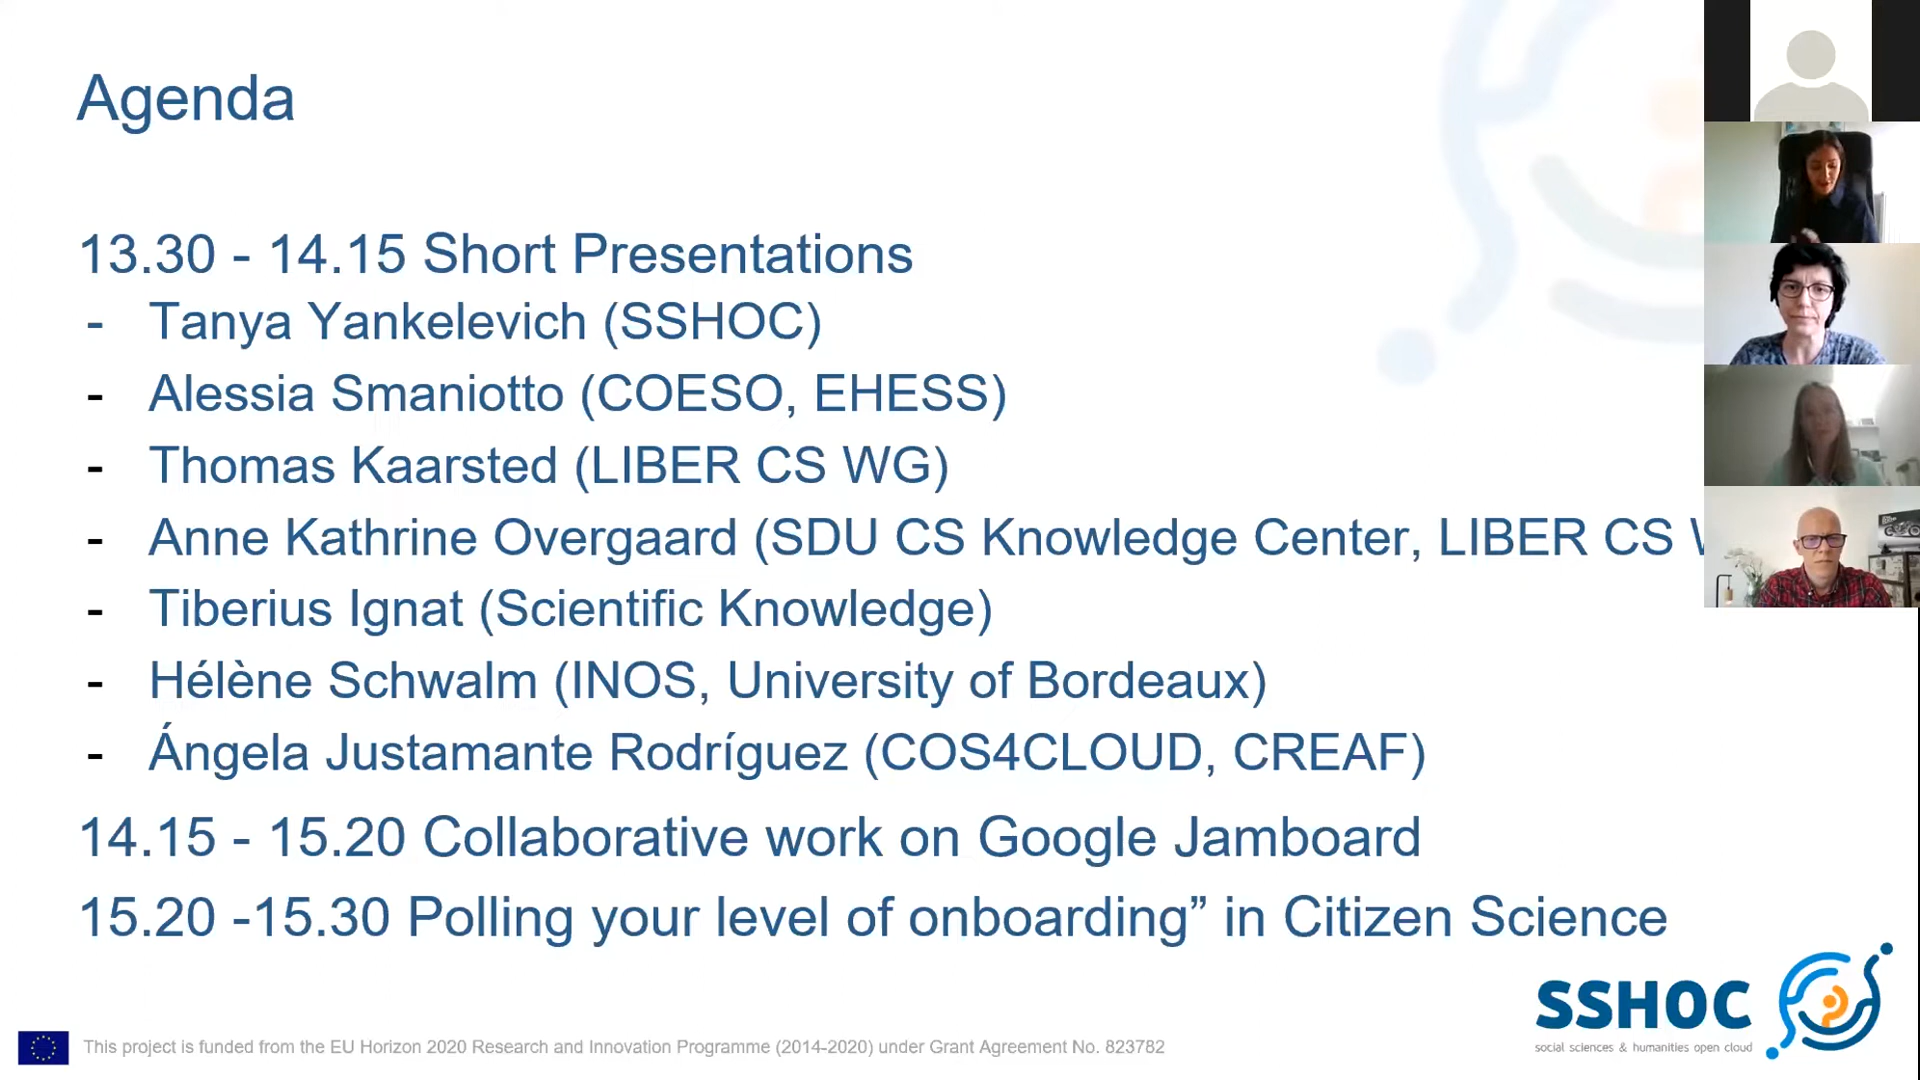 Agenda
13.30 - 14.15 Short Presentations
- Tanya Yankelevich (SSHOC)
- Alessia Smaniotto (COESO, EHESS)
- Thomas Kaarsted (LIBER CS WG)
- Anne Kathrine Overgaard (SDU CS Knowledge Center, LIBER CS
- Tiberius Ignat (Scientific Knowledge)
- Hélène Schwalm (INOS, University of Bordeaux)
- Ángela Justamante Rodríguez (COS4CLOUD, CREAF)
14.15 - 15.20 Collaborative work on Google Jamboard
15.20 -15.30 Polling your level of onboarding” in Citizen Science
SSHOC
social sciences & humanities open cloud
This project is funded from the EU Horizon 2020 Research and Innovation Programme (2014-2020) under Grant Agreement No. 823782